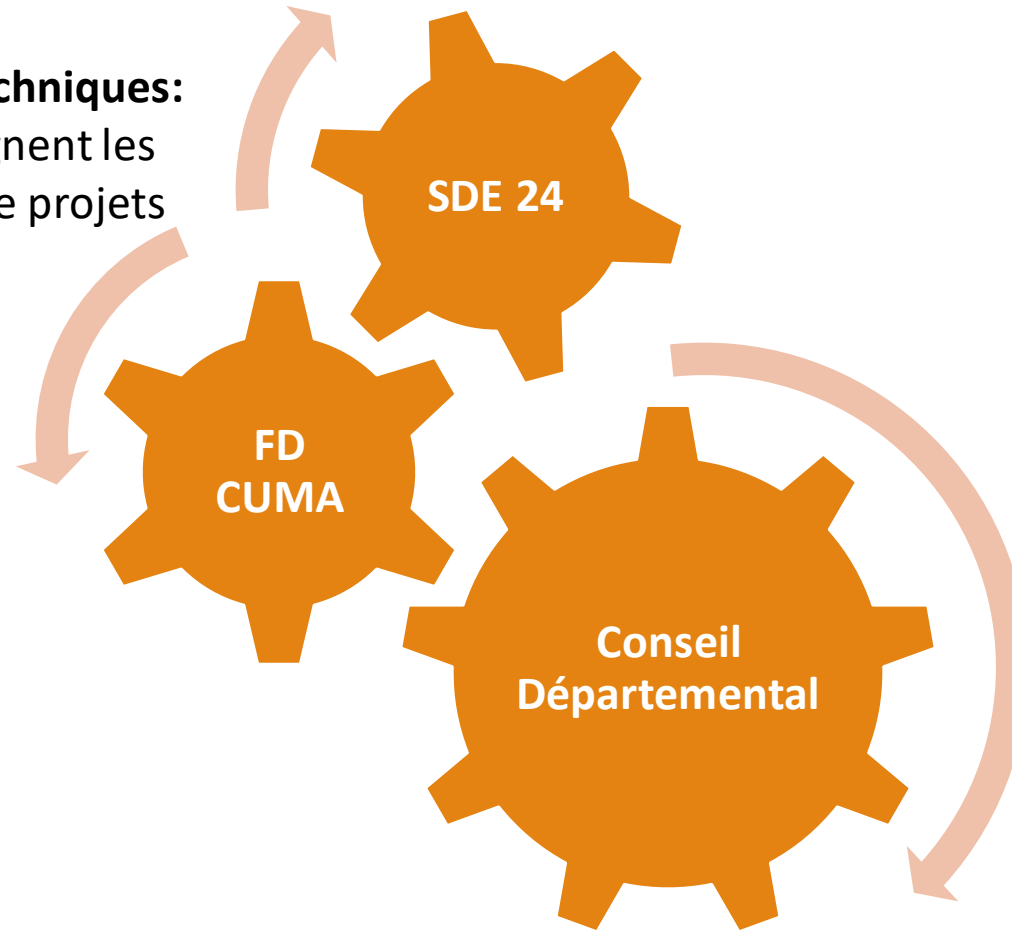 chniques:
nent les
e projets
SDE 24
FD
CUMA
Conseil
Départemental